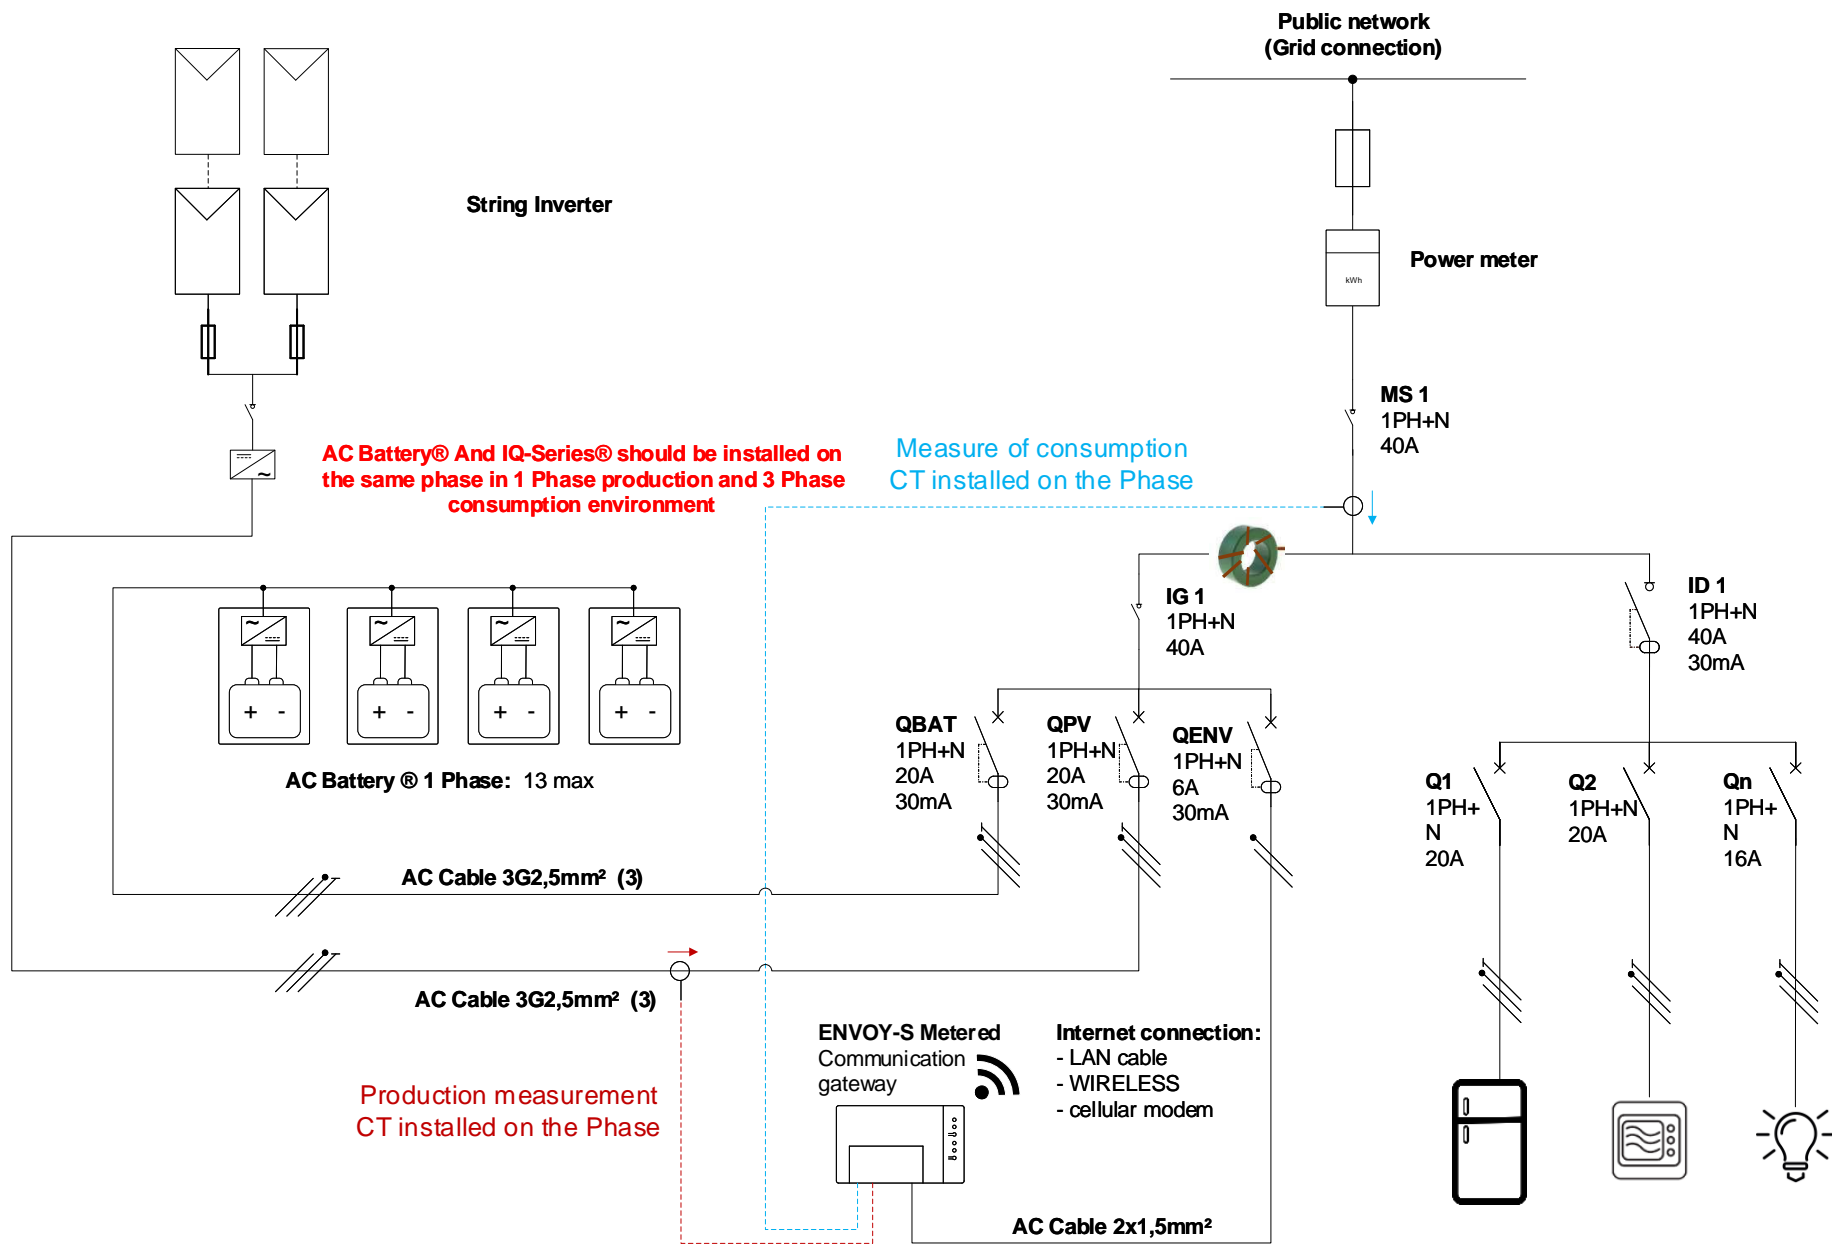 Public network
(Grid connection)
String Inverter
Power meter
kWh
MS 1
1PH+N
40A
AC Battery® And IQ-Series® should be installed on
the same phase in 1 Phase production and 3 Phase
consumption environment
Measure of consumption
CT installed on the Phase
IG 1
1PH+N
40A
ID 1
1PH+N
40A
30mA
+ -
+ -
+ -
+ -
AC Battery ® 1 Phase: 13 max
QBAT
1PH+N
20A
30mA
QPV
1PH+N
20A
30mA
QENV
1PH+N
6A
30mA
Q1
1PH+
N
20A
Q2
1PH+N
20A
Qn
1PH+
N
16A
AC Cable 3G2,5mm² (3)
AC Cable 3G2,5mm² (3)
ENVOY-S Metered
Communication
gateway
Internet connection:
- LAN cable
- WIRELESS
- cellular modem
Production measurement
CT installed on the Phase
AC Cable 2x1,5mm²